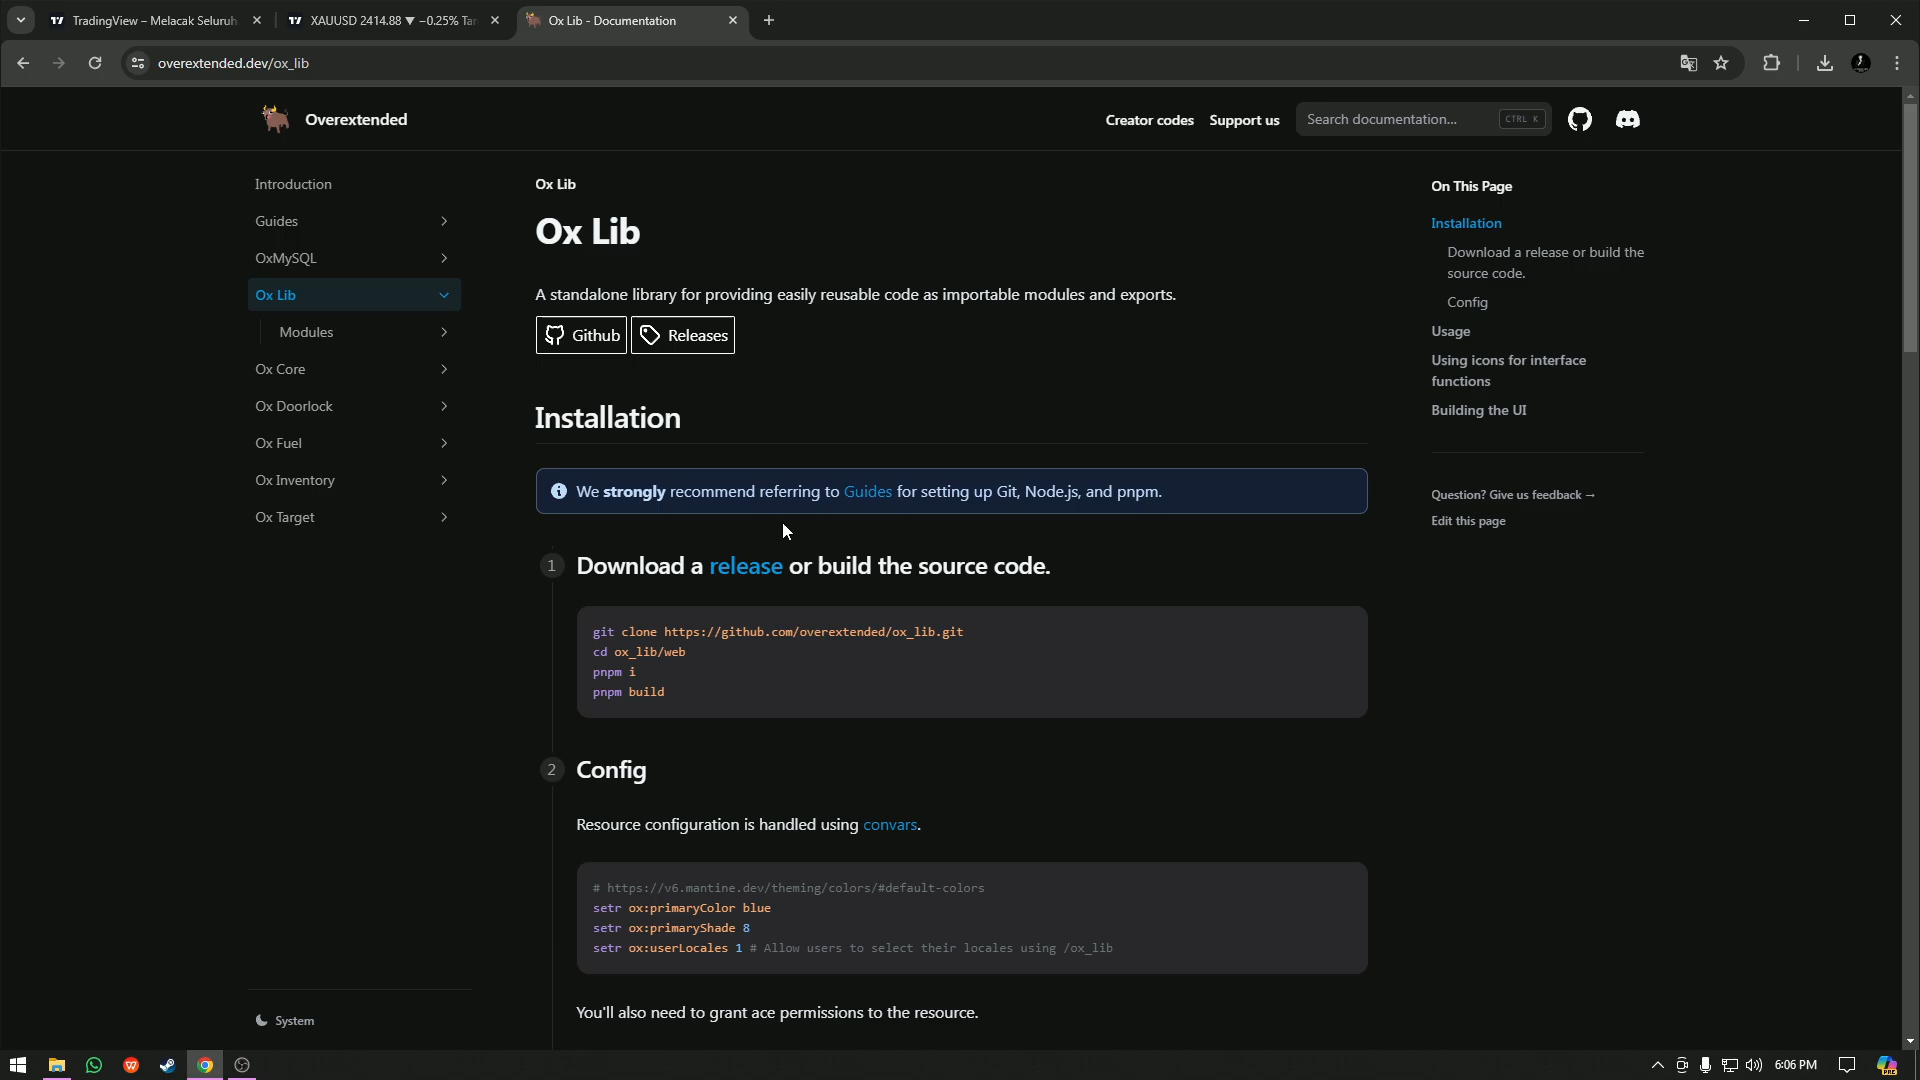 TradingView – Melacak Seluruh
XAUUSD 2414.88 ▼ −0.25% Tan
Ox Lib - Documentation
overextended.dev/ox_lib
Overextended
Creator codes
Support us
Search documentation...
CTRL K
Introduction
Guides
OxMySQL
Ox Lib
Modules
Ox Core
Ox Doorlock
Ox Fuel
Ox Inventory
Ox Target
System
Ox Lib
Ox Lib
A standalone library for providing easily reusable code as importable modules and exports.
Github
Releases
Installation
We strongly recommend referring to Guides for setting up Git, Node.js, and pnpm.
1 Download a release or build the source code.
git clone https://github.com/overextended/ox_lib.git
cd ox_lib/web
pnpm i
pnpm build
2 Config
Resource configuration is handled using convars.
# https://v6.mantine.dev/theming/colors/#default-colors
setr ox:primaryColor blue
setr ox:primaryShade 8
setr ox:userLocales 1 # Allow users to select their locales using /ox_lib
You'll also need to grant ace permissions to the resource.
On This Page
Installation
Download a release or build the
source code.
Config
Usage
Using icons for interface
functions
Building the UI
Question? Give us feedback →
Edit this page
6:06 PM